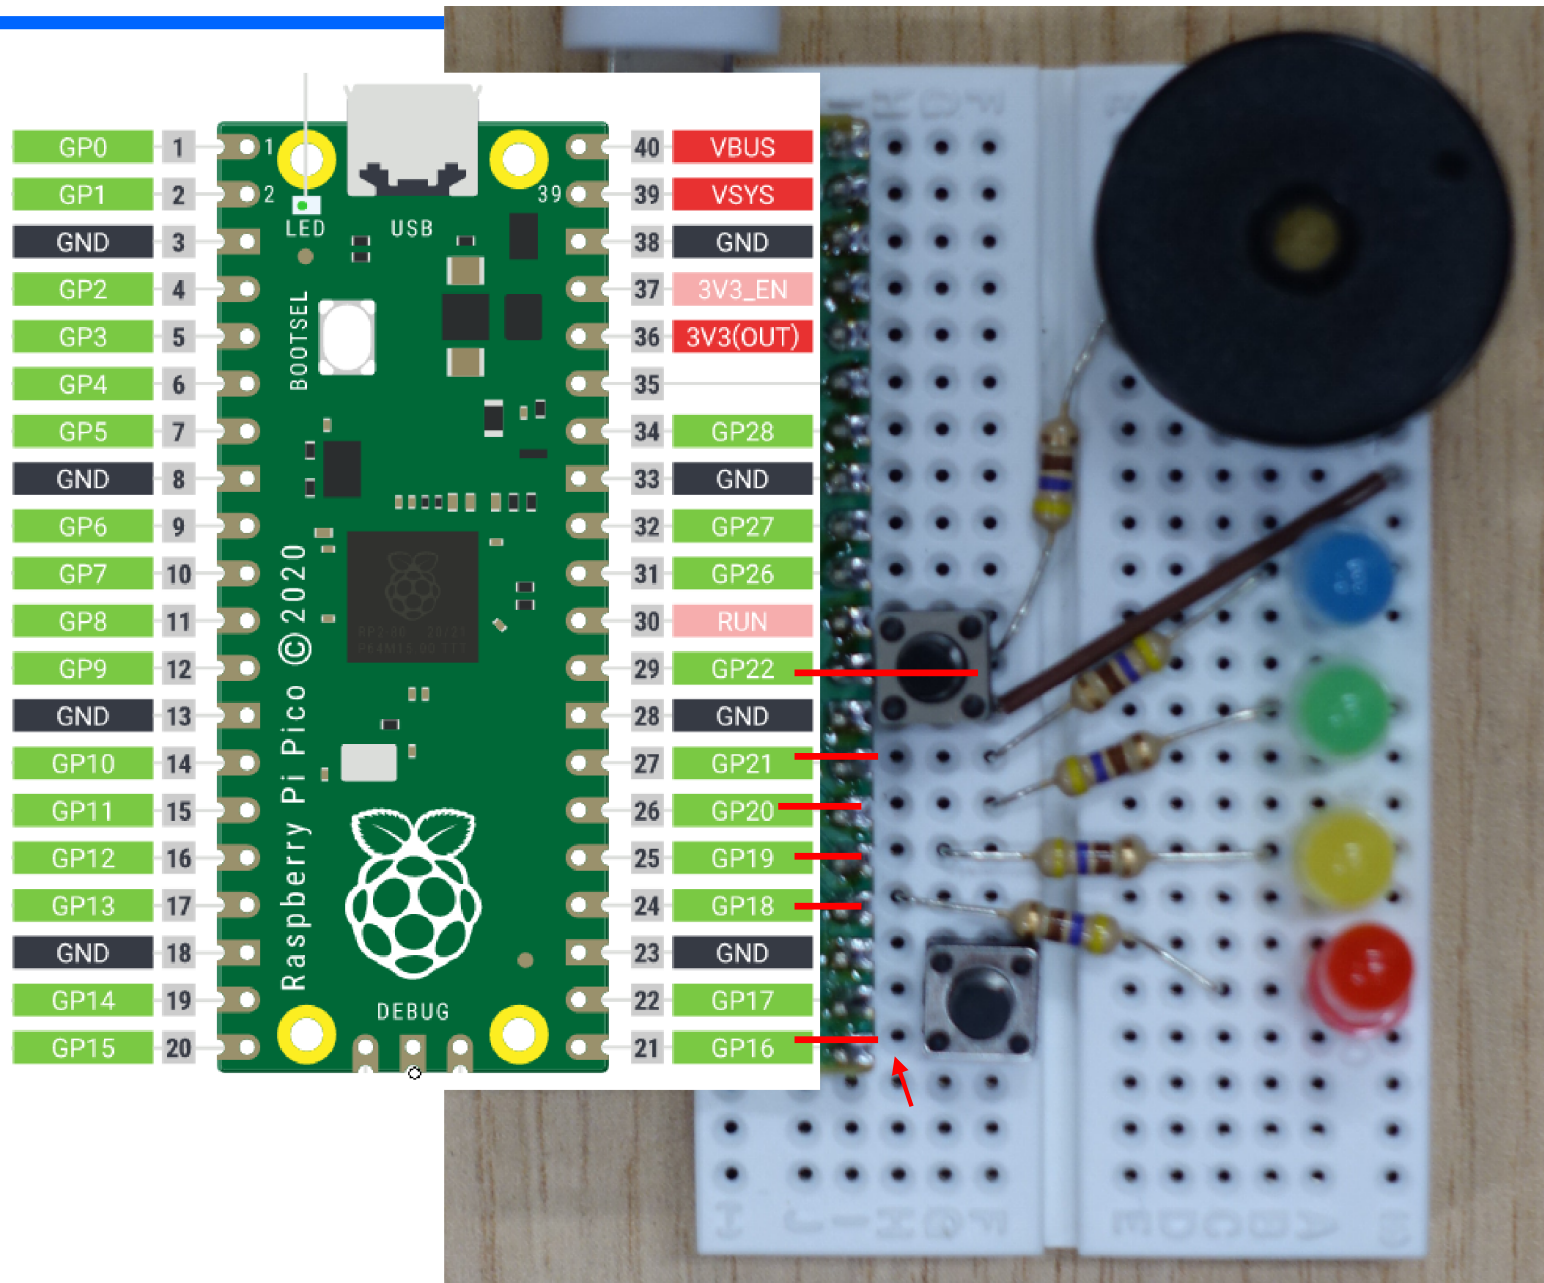 GP0 1 1 40 VBUS
GP1 2 2 39 39 VSYS
GND 3 LED USB 38 GND
GP2 4 37 3V3_EN
GP3 5 BOOTSEL 36 3V3(OUT)
GP4 6 35
GP5 7 34 GP28
GND 8 33 GND
GP6 9 32 GP27
GP7 10 31 GP26
GP8 11 30 RUN
GP9 12 29 GP22
GND 13 28 GND
GP10 14 27 GP21
GP11 15 26 GP20
GP12 16 25 GP19
GP13 17 24 GP18
GND 18 23 GND
GP14 19 DEBUG 22 GP17
GP15 20 21 GP16
Raspberry Pi Pico ©2020
J I H G F E D C B A